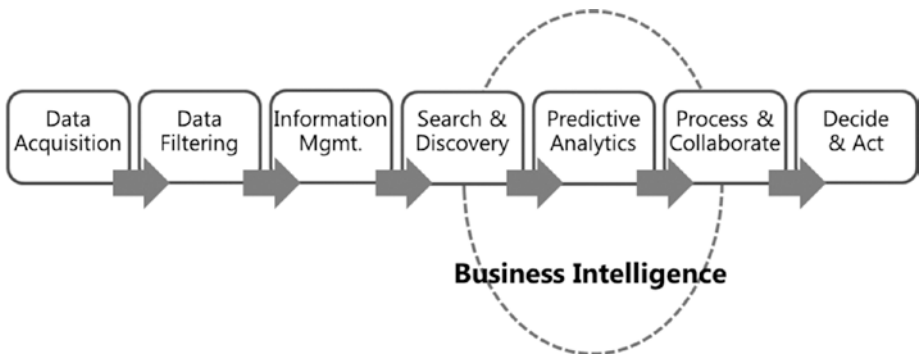 Data
Acquisition
Data
Filtering
Information
Mgmt.
Search &
Discovery
Predictive
Analytics
Process &
Collaborate
Decide
& Act
Business Intelligence